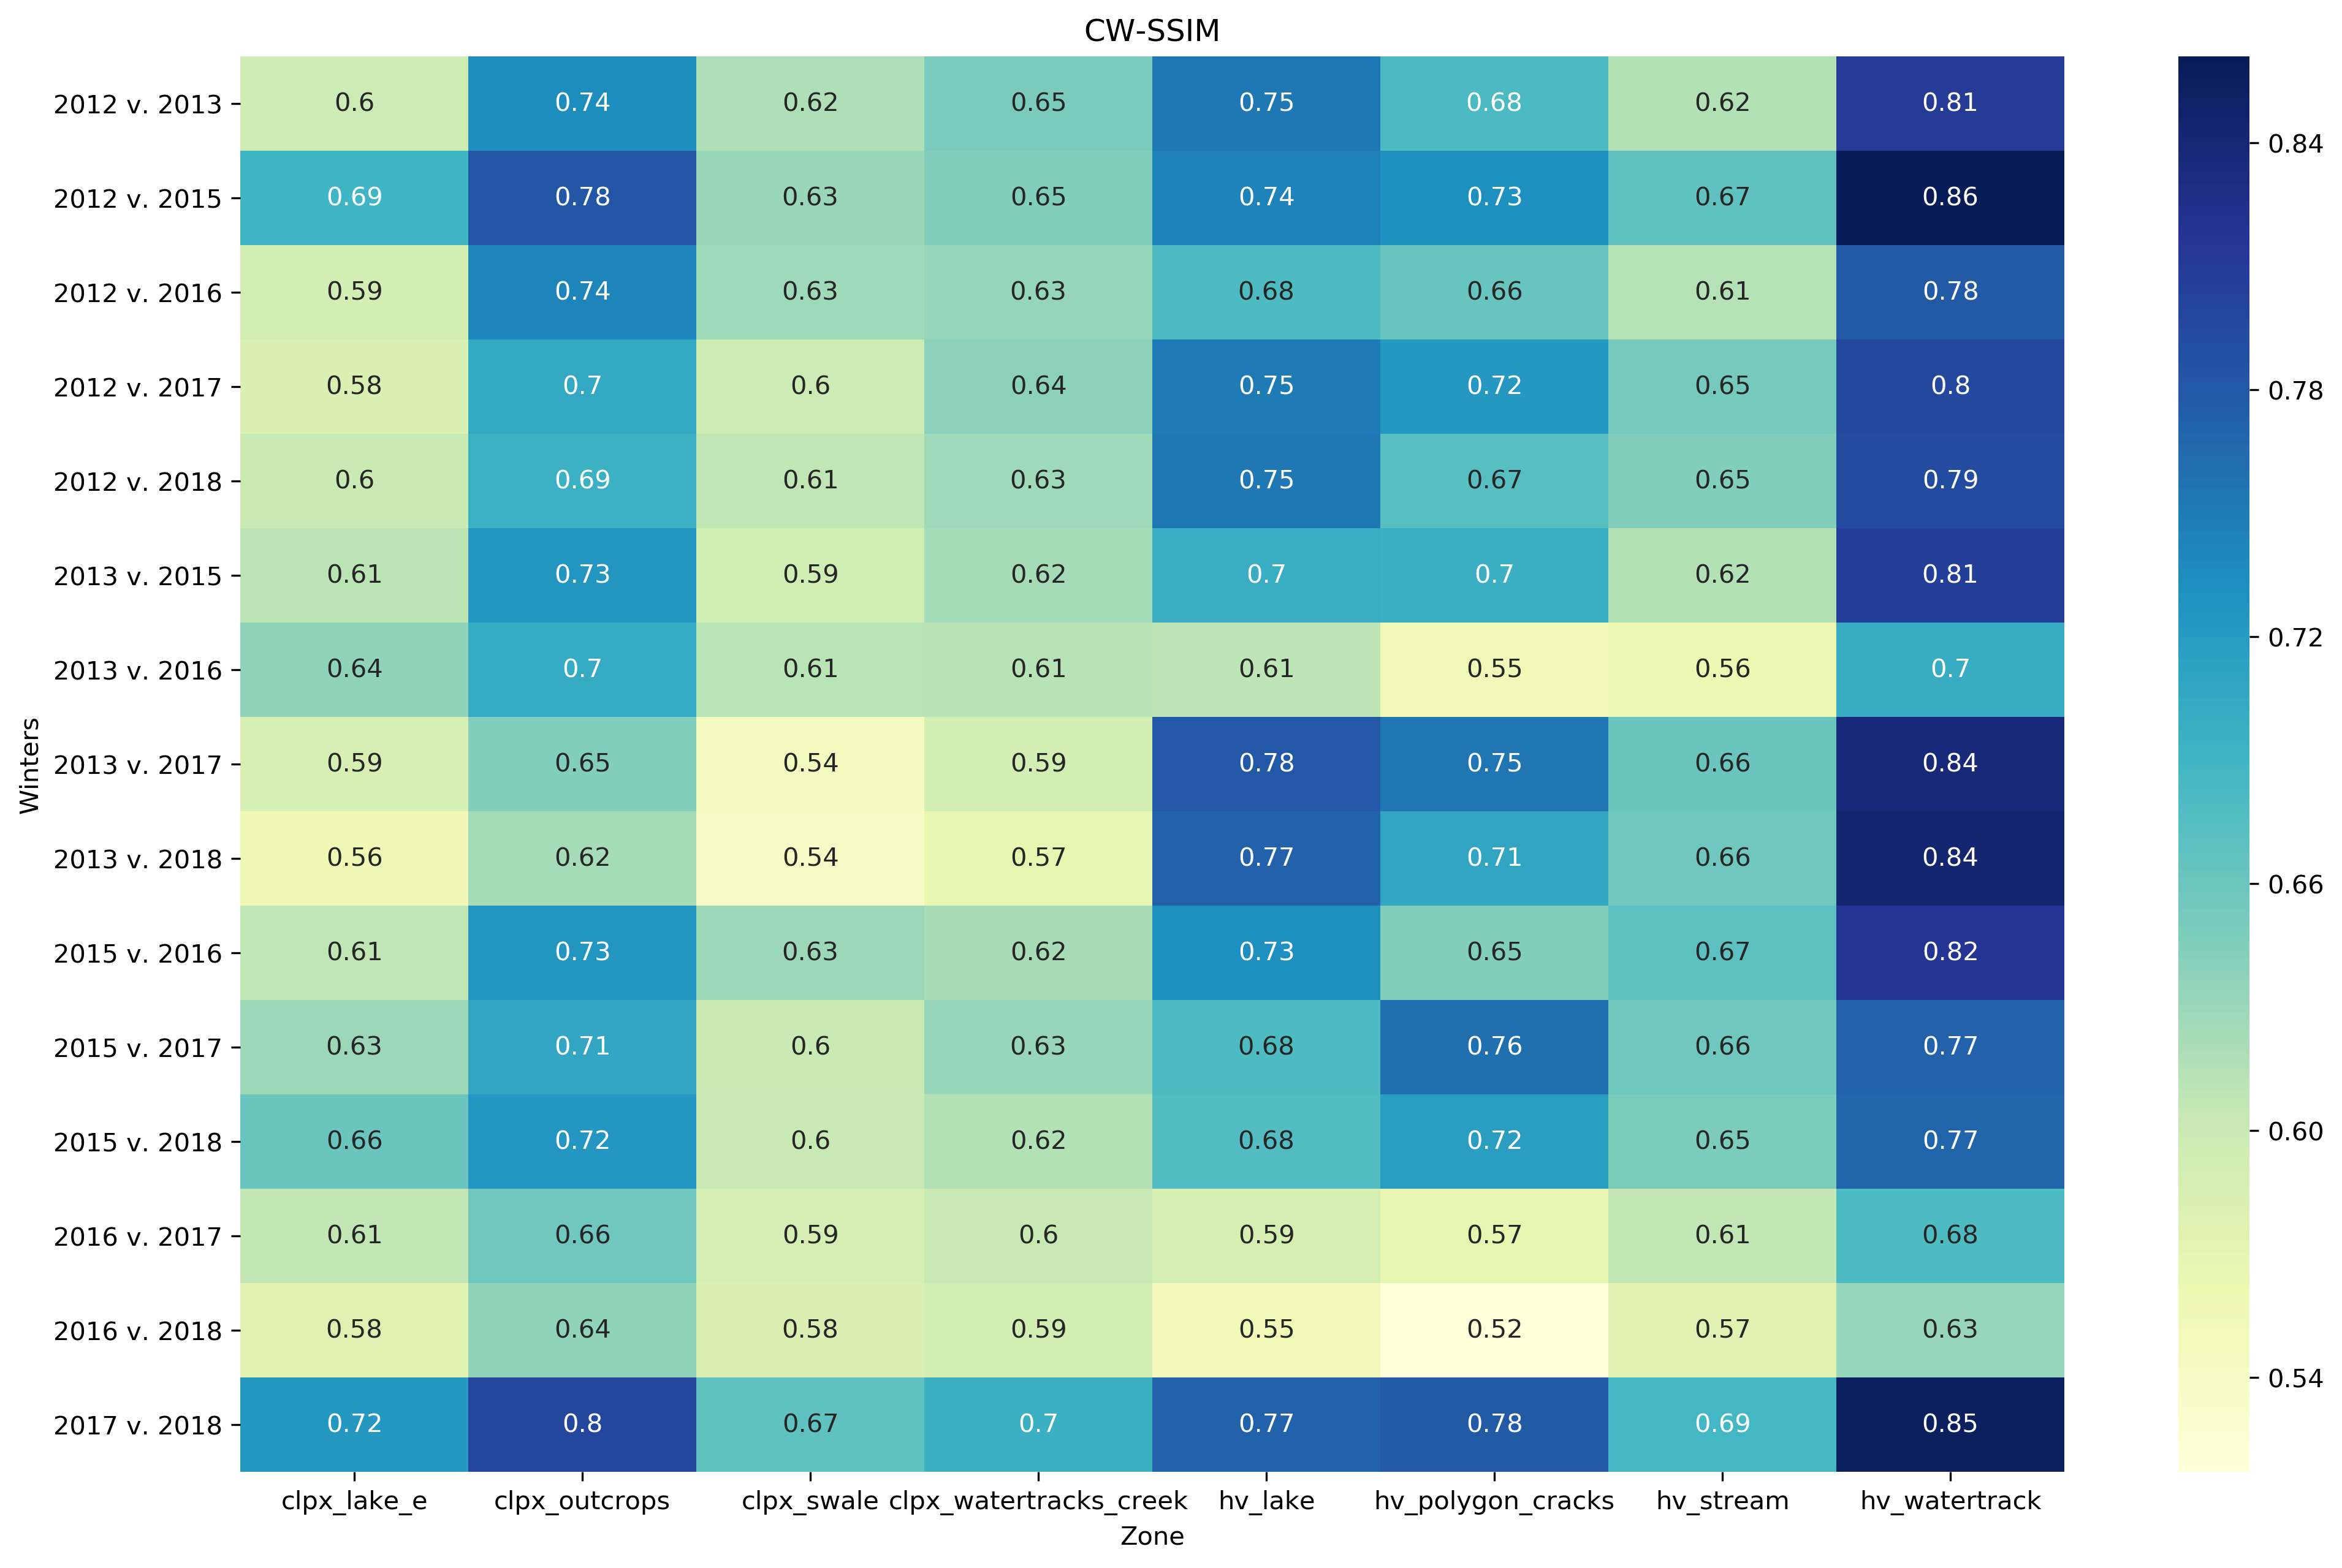 CW-SSIM
2012 v. 2013 0.6 0.74 0.62 0.65 0.75 0.68 0.62 0.81
2012 v. 2015 0.69 0.78 0.63 0.65 0.74 0.73 0.67 0.86
2012 v. 2016 0.59 0.74 0.63 0.63 0.68 0.66 0.61 0.78
2012 v. 2017 0.58 0.7 0.6 0.64 0.75 0.72 0.65 0.8
2012 v. 2018 0.6 0.69 0.61 0.63 0.75 0.67 0.65 0.79
2013 v. 2015 0.61 0.73 0.59 0.62 0.7 0.7 0.62 0.81
2013 v. 2016 0.64 0.7 0.61 0.61 0.61 0.55 0.56 0.7
2013 v. 2017 0.59 0.65 0.54 0.59 0.78 0.75 0.66 0.84
2013 v. 2018 0.56 0.62 0.54 0.57 0.77 0.71 0.66 0.84
2015 v. 2016 0.61 0.73 0.63 0.62 0.73 0.65 0.67 0.82
2015 v. 2017 0.63 0.71 0.6 0.63 0.68 0.76 0.66 0.77
2015 v. 2018 0.66 0.72 0.6 0.62 0.68 0.72 0.65 0.77
2016 v. 2017 0.61 0.66 0.59 0.6 0.59 0.57 0.61 0.68
2016 v. 2018 0.58 0.64 0.58 0.59 0.55 0.52 0.57 0.63
2017 v. 2018 0.72 0.8 0.67 0.7 0.77 0.78 0.69 0.85
Winters
clpx_lake_e clpx_outcrops clpx_swale clpx_watertracks_creek hv_lake hv_polygon_cracks hv_stream hv_watertrack
Zone
0.84
0.78
0.72
0.66
0.60
0.54